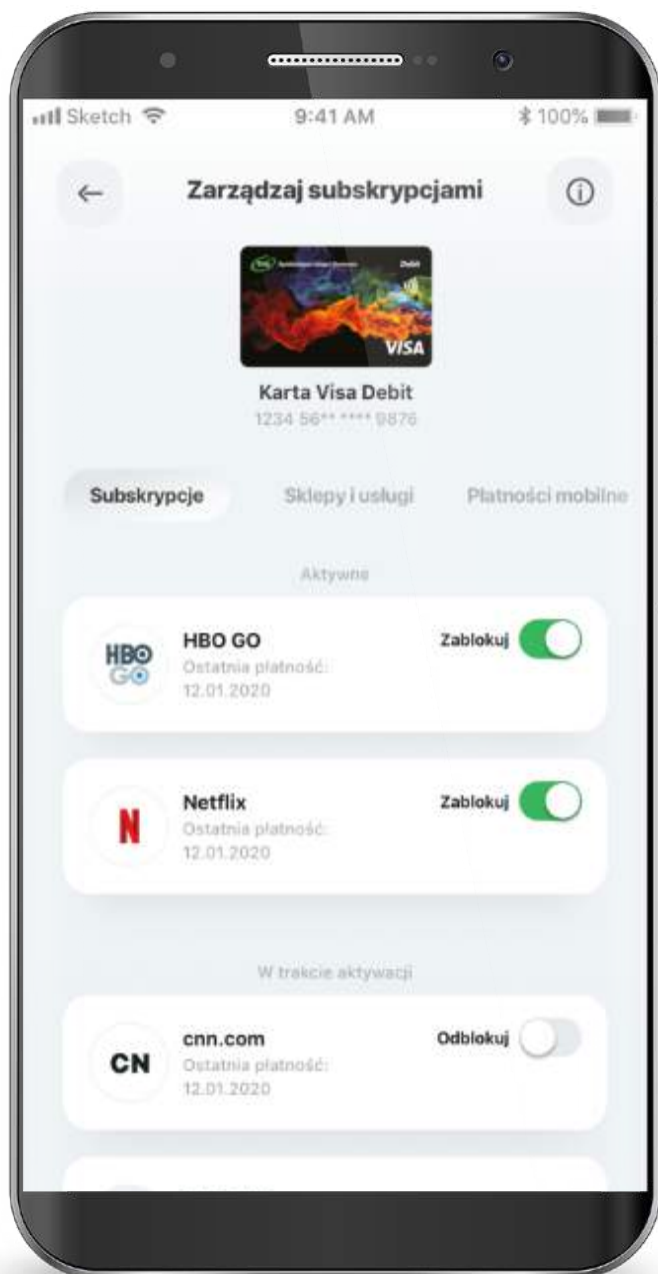 Sketch 9:41 AM 100%
Zarządzaj subskrypcjami
Debit
VISA
Karta Visa Debit
1234 56** **** 9876
Subskrypcje Sklepy i usługi Płatności mobilne
Aktywne
HBO GO
HBO GO Zablokuj
Ostatnia płatność:
12.01.2020
N
Netflix Zablokuj
Ostatnia płatność:
12.01.2020
W trakcie aktywacji
CN
cnn.com Odblokuj
Ostatnia płatność:
12.01.2020